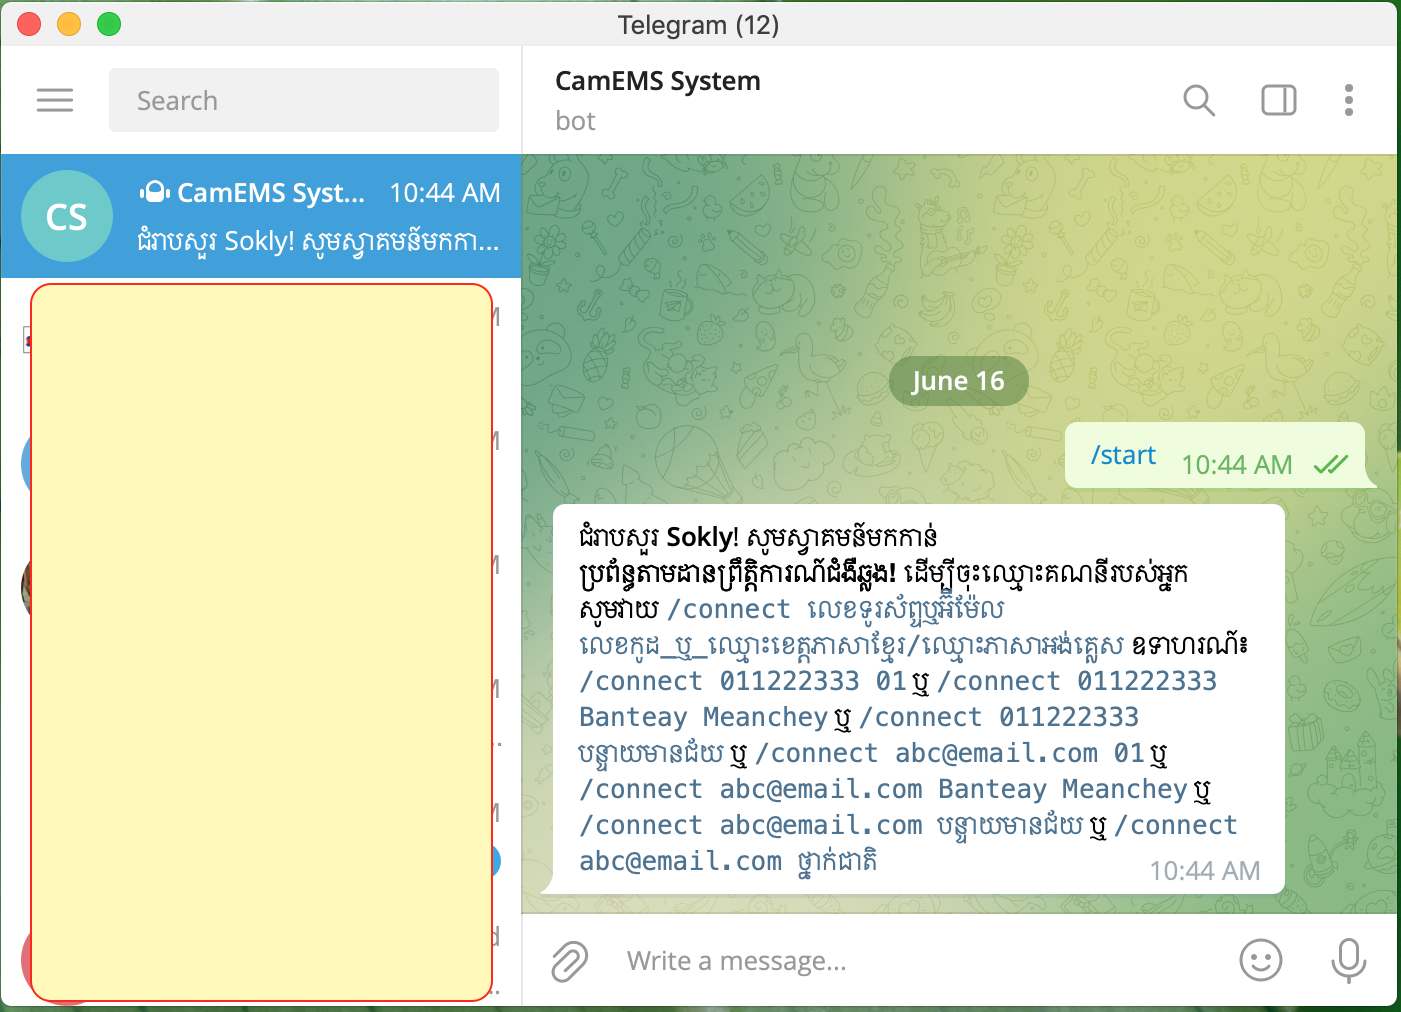 Telegram (12)
Search
CamEMS System
bot
CS
CamEMS Syst... 10:44 AM
ជំរាបសួរ Sokly! សូមស្វាគមន៍មកកា...
June 16
/start 10:44 AM
ជំរាបសួរ Sokly! សូមស្វាគមន៍មកកាន់
ប្រព័ន្ធតាមដានព្រឹត្តិការណ៍ជំងឺឆ្លង! ដើម្បីចុះឈ្មោះគណនីរបស់អ្នក
សូមវាយ /connect លេខទូរស័ព្ទឬអ៊ីម៉ែល
លេខកូដ_ឬ_ឈ្មោះខេត្តភាសាខ្មែរ/ឈ្មោះភាសាអង់គ្លេស ឧទាហរណ៍៖
/connect 011222333 01 ឬ /connect 011222333
Banteay Meanchey ឬ /connect 011222333
បន្ទាយមានជ័យ ឬ /connect abc@email.com 01 ឬ
/connect abc@email.com Banteay Meanchey ឬ
/connect abc@email.com បន្ទាយមានជ័យ ឬ /connect
abc@email.com ថ្នាក់ជាតិ
10:44 AM
Write a message...